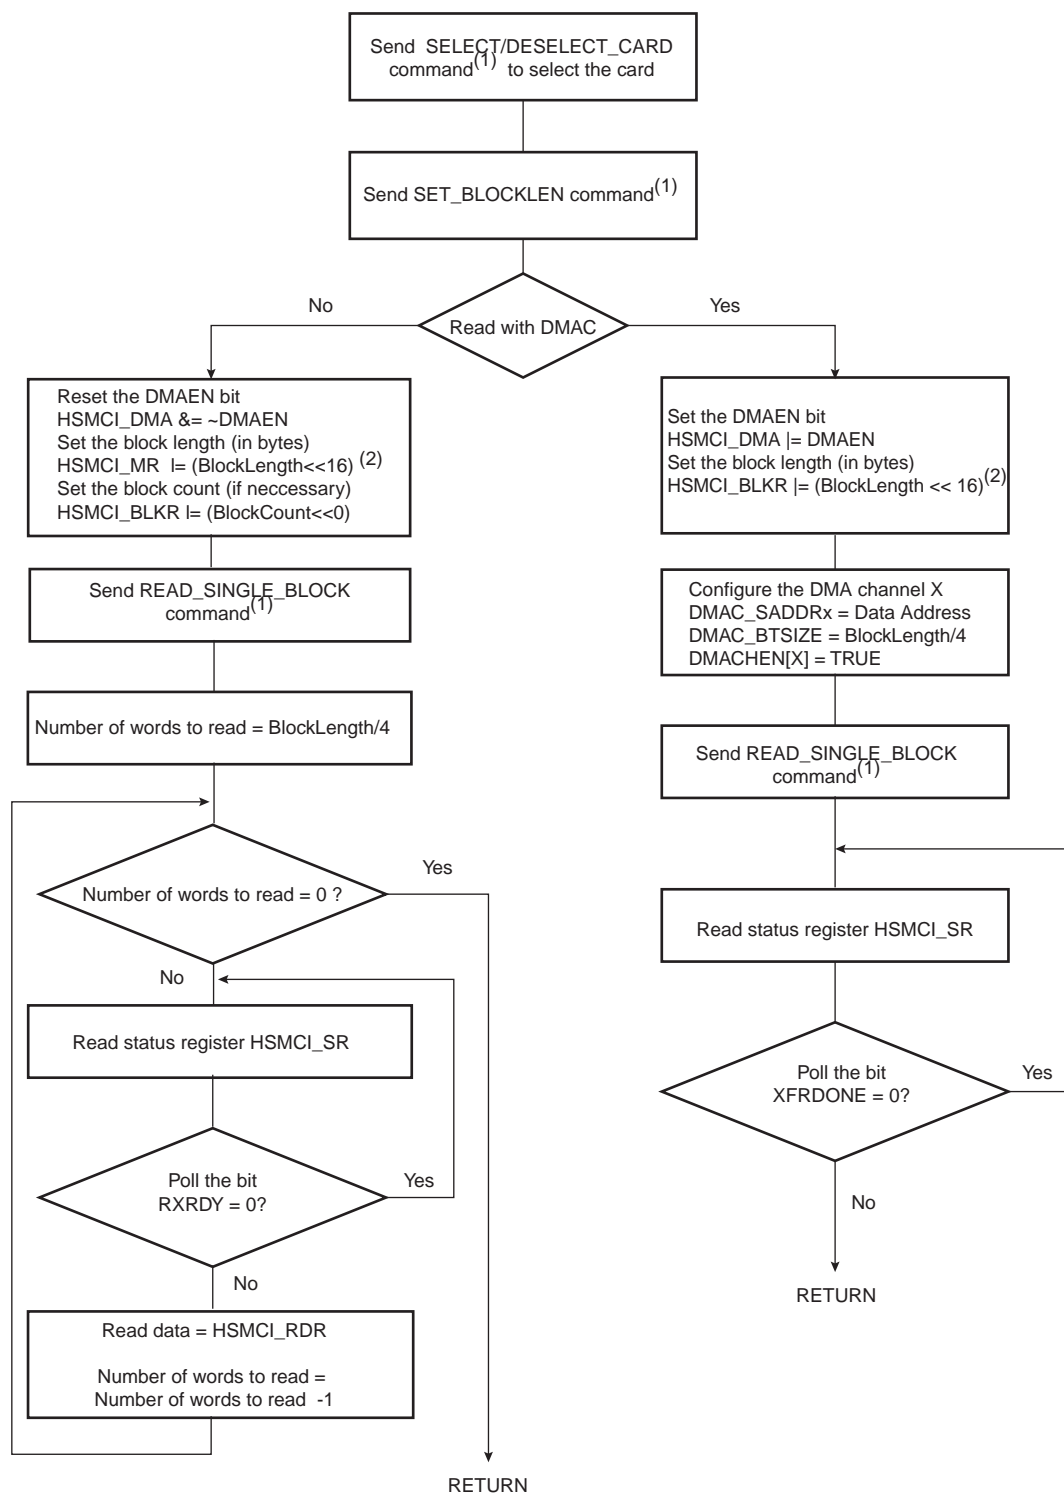 Send SELECT/DESELECT_CARD
command(1) to select the card
Send SET_BLOCKLEN command(1)
No
Yes
Read with DMAC
Reset the DMAEN bit
HSMCI_DMA &= ~DMAEN
Set the block length (in bytes)
HSMCI_MR l= (BlockLength<<16) (2)
Set the block count (if neccessary)
HSMCI_BLKR l= (BlockCount<<0)
Send READ_SINGLE_BLOCK
command(1)
Number of words to read = BlockLength/4
Number of words to read = 0 ?
Yes
No
Read status register HSMCI_SR
Poll the bit
RXRDY = 0?
Yes
No
Read data = HSMCI_RDR
Number of words to read =
Number of words to read -1
RETURN
Set the DMAEN bit
HSMCI_DMA |= DMAEN
Set the block length (in bytes)
HSMCI_BLKR |= (BlockLength << 16)(2)
Configure the DMA channel X
DMAC_SADDRx = Data Address
DMAC_BTSIZE = BlockLength/4
DMACHEN[X] = TRUE
Send READ_SINGLE_BLOCK
command(1)
Read status register HSMCI_SR
Poll the bit
XFRDONE = 0?
Yes
No
RETURN